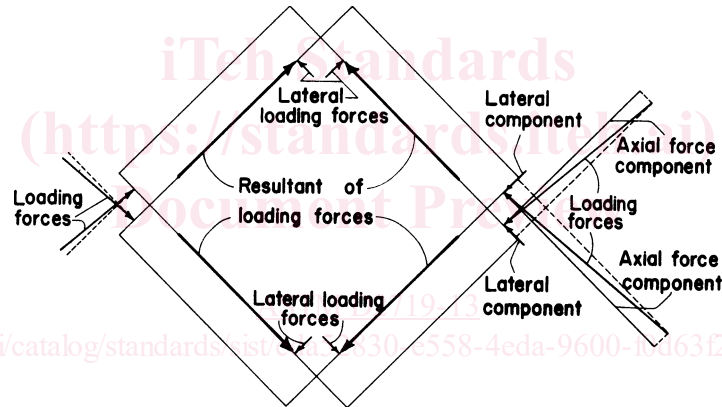 iTeh Standards
(https://standards.iteh.ai)
Document Preview
Lateral
loading forces
Lateral
component
Axial force
component
Loading
forces
Resultant of
loading forces
Loading
forces
Lateral loading
forces
Lateral
component
Axial force
component